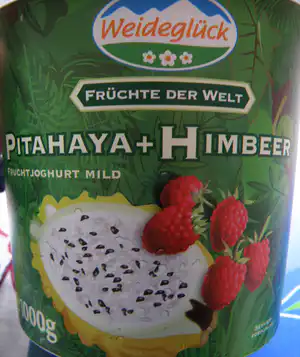 Weideglück
FRÜCHTE DER WELT
PITAHAYA+HIMBEER
FRUCHTJOGHURT MILD
1000g